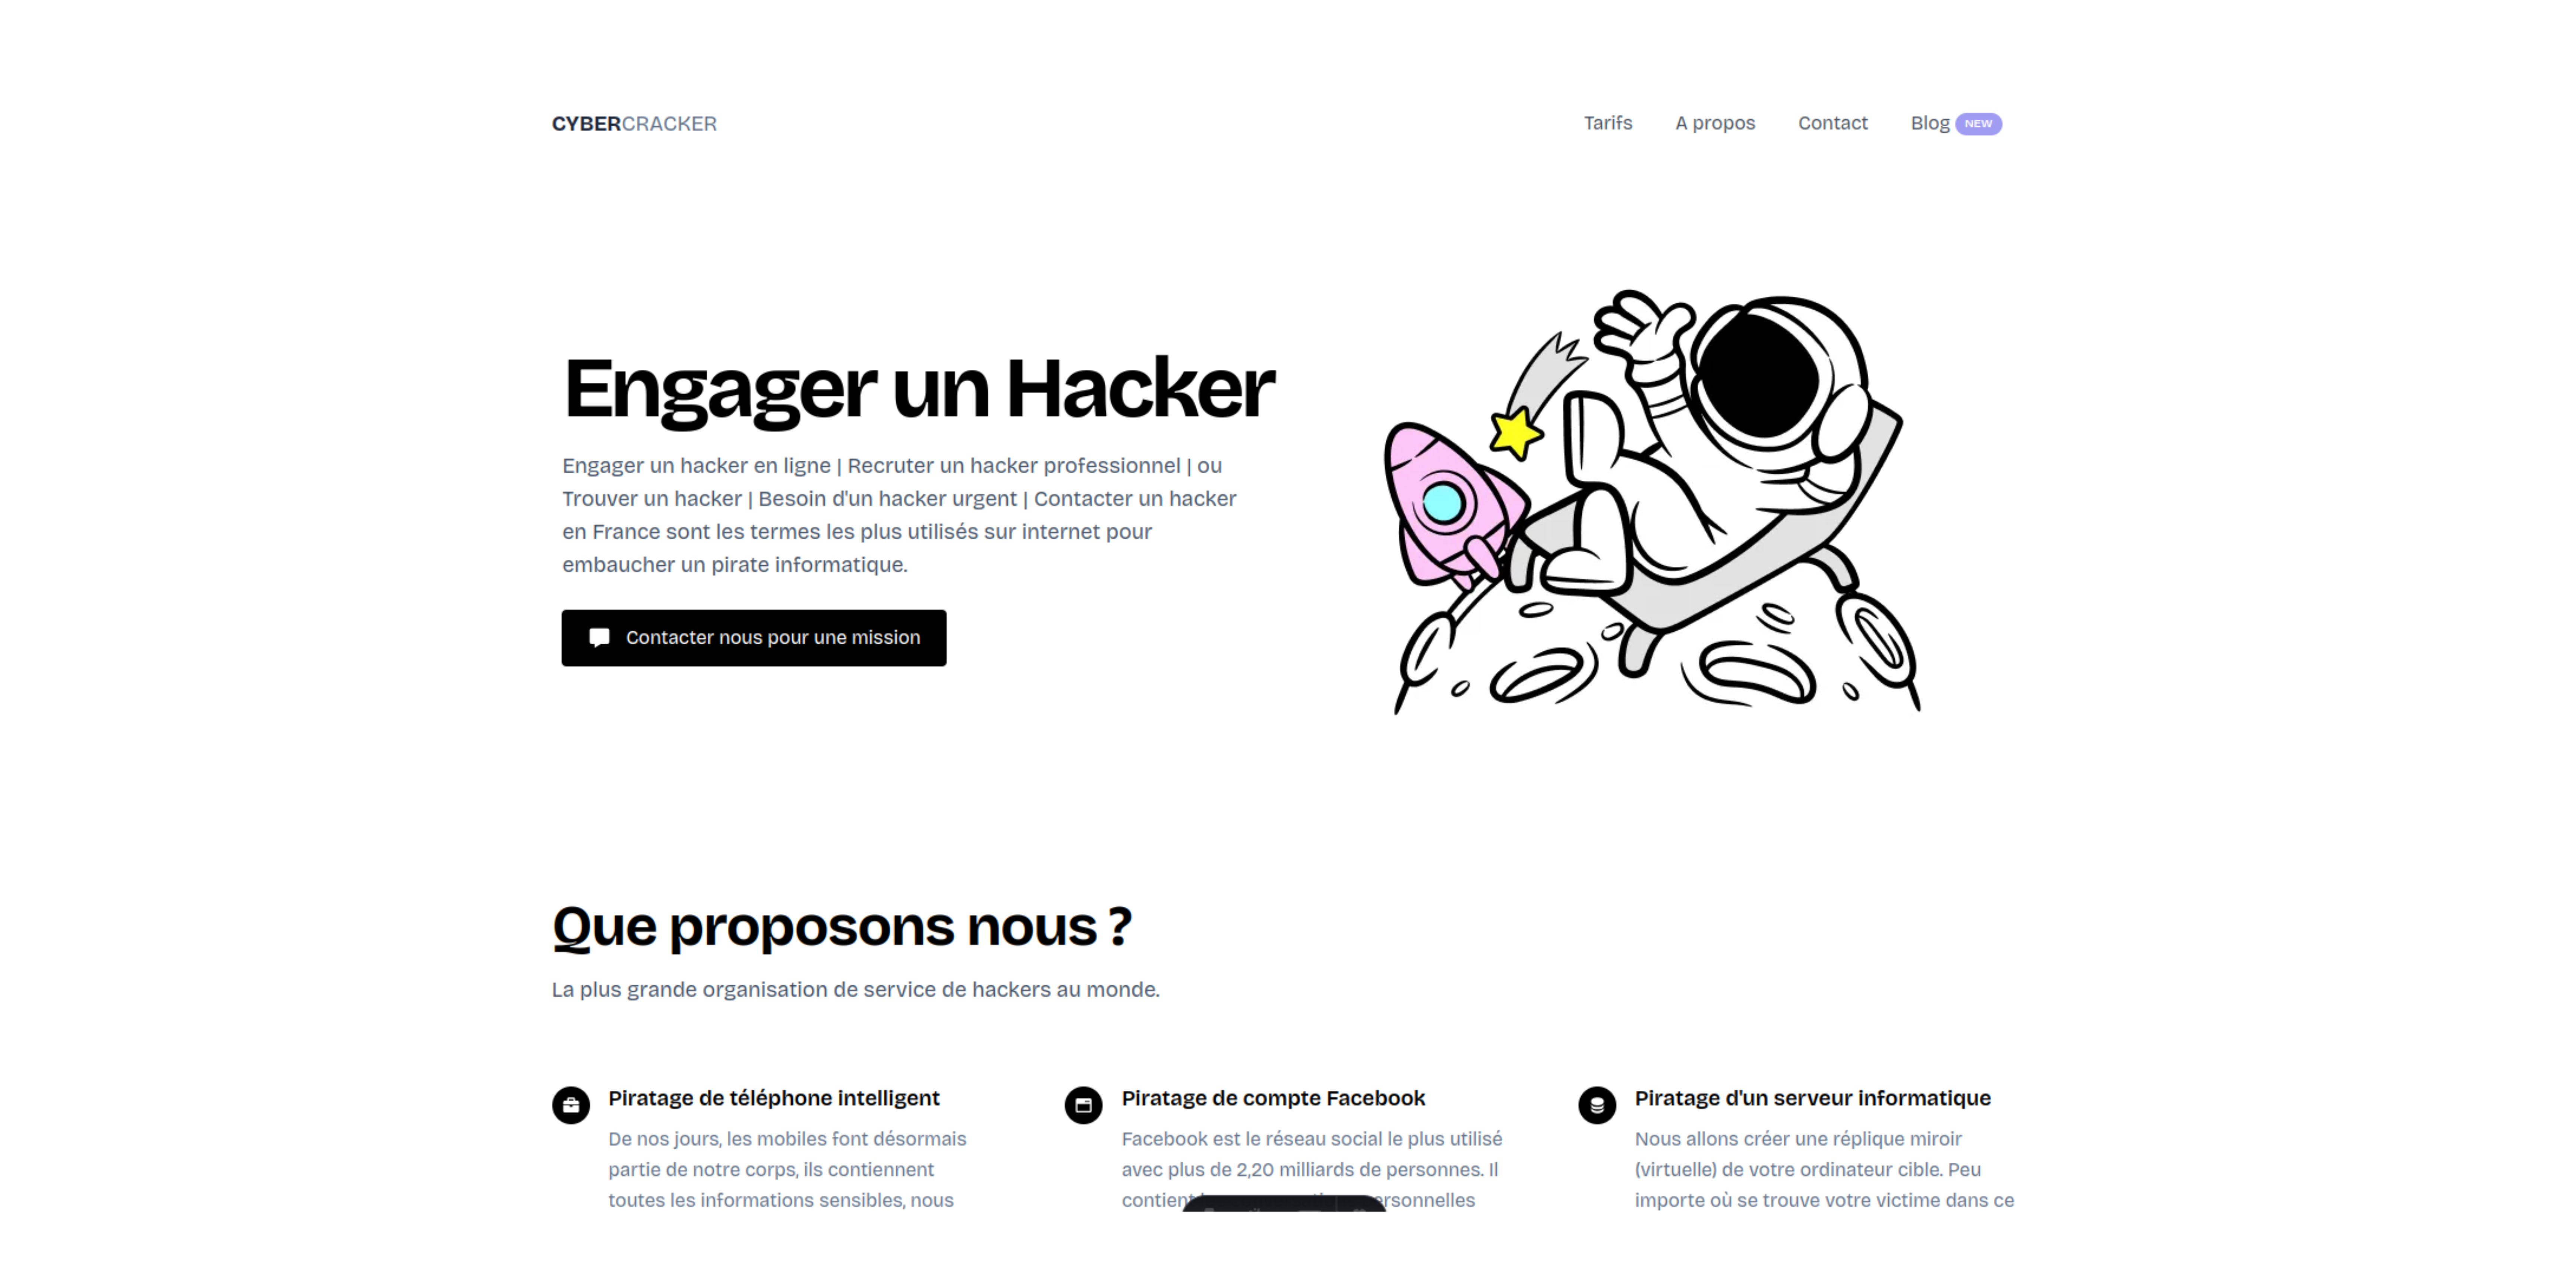 CYBERCRACKER
Tarifs A propos Contact Blog NEW
Engager un Hacker
Engager un hacker en ligne | Recruter un hacker professionnel | ou
Trouver un hacker | Besoin d'un hacker urgent | Contacter un hacker
en France sont les termes les plus utilisés sur internet pour
embaucher un pirate informatique.
Contacter nous pour une mission
Que proposons nous ?
La plus grande organisation de service de hackers au monde.
Piratage de téléphone intelligent
De nos jours, les mobiles font désormais
partie de notre corps, ils contiennent
toutes les informations sensibles, nous
Piratage de compte Facebook
Facebook est le réseau social le plus utilisé
avec plus de 2,20 milliards de personnes. Il
contient
Piratage d'un serveur informatique
Nous allons créer une réplique miroir
(virtuelle) de votre ordinateur cible. Peu
importe où se trouve votre victime dans ce